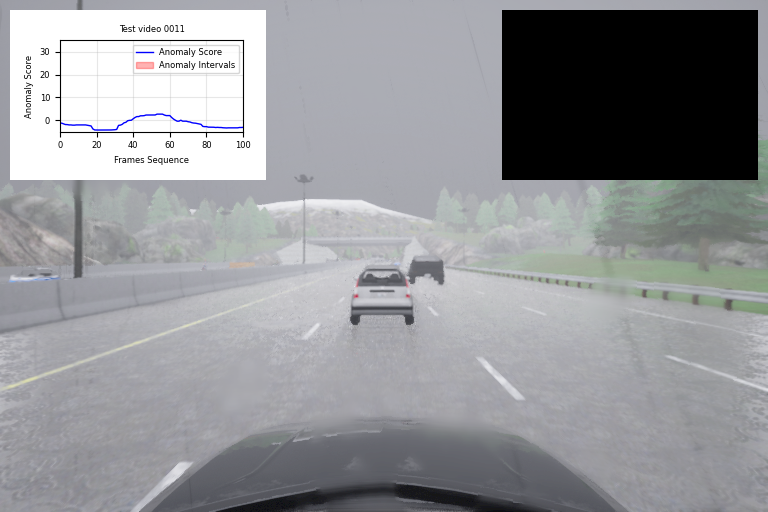 Test video 0011
Anomaly Score
Anomaly Intervals
Anomaly Score
30
20
10
0
0 20 40 60 80 100
Frames Sequence